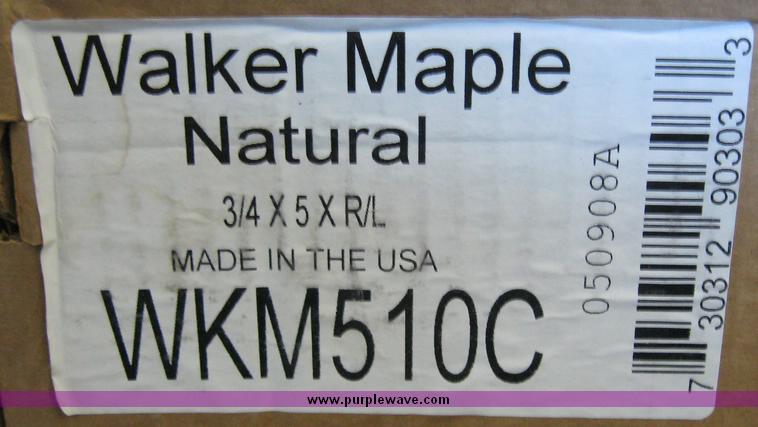 Walker Maple
Natural
3/4 X 5 X R/L
MADE IN THE USA
WKM510C
050908A
7 30312 90303 3
www.purplewave.com